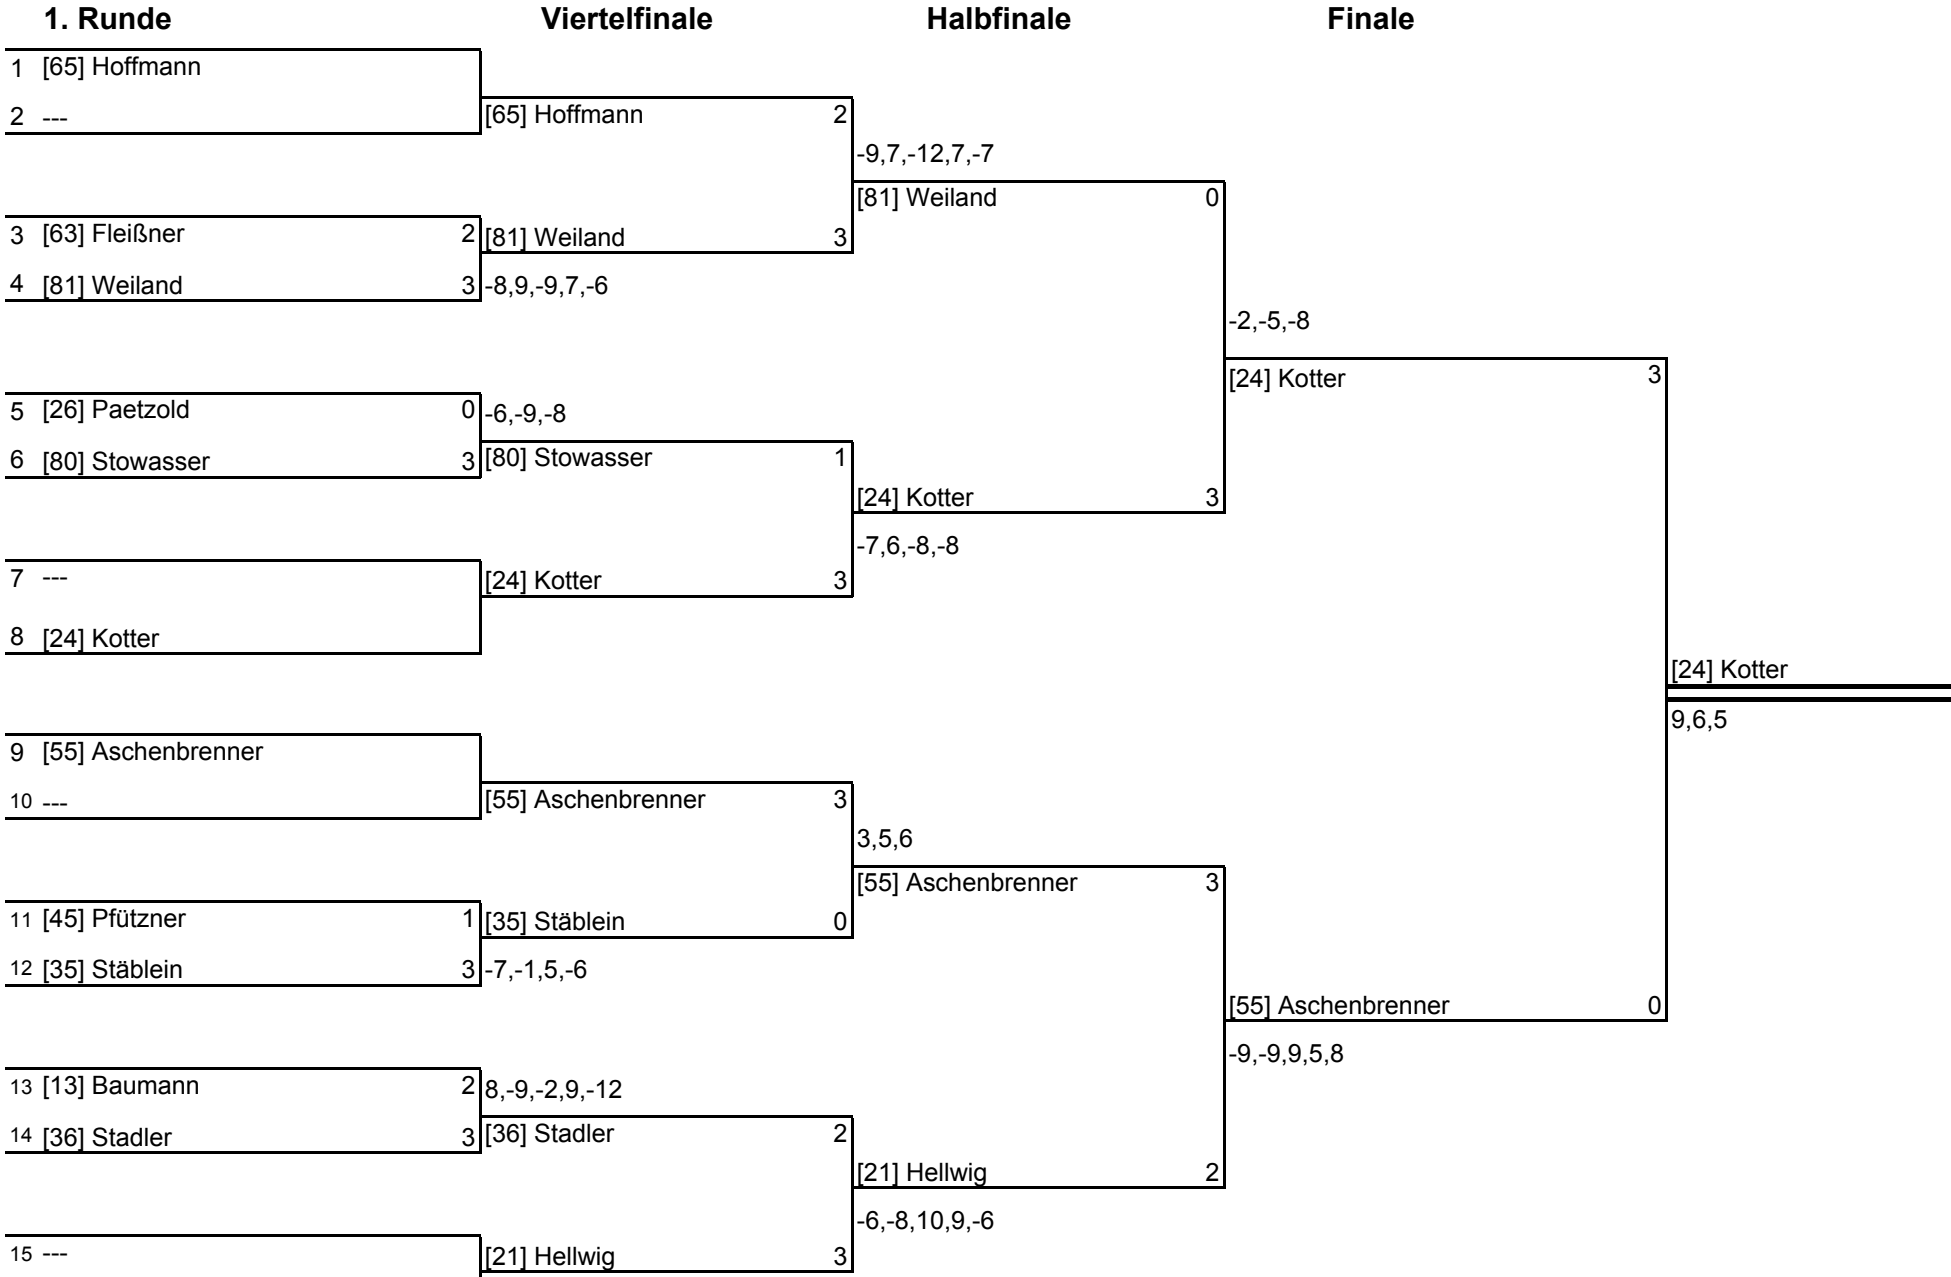 1. Runde Viertelfinale Halbfinale Finale
1 [65] Hoffmann
2 --- [65] Hoffmann 2
-9,7,-12,7,-7
[81] Weiland 0
3 [63] Fleißner 2 [81] Weiland 3
4 [81] Weiland 3 -8,9,-9,7,-6
-2,-5,-8
[24] Kotter 3
5 [26] Paetzold 0 -6,-9,-8
6 [80] Stowasser 3 [80] Stowasser 1
[24] Kotter 3
-7,6,-8,-8
7 --- [24] Kotter 3
8 [24] Kotter
[24] Kotter
9,6,5
9 [55] Aschenbrenner
10 --- [55] Aschenbrenner 3
3,5,6
[55] Aschenbrenner 3
11 [45] Pfützner 1 [35] Stäblein 0
12 [35] Stäblein 3 -7,-1,5,-6
[55] Aschenbrenner 0
-9,-9,9,5,8
13 [13] Baumann 2 8,-9,-2,9,-12
14 [36] Stadler 3 [36] Stadler 2
[21] Hellwig 2
-6,-8,10,9,-6
15 --- [21] Hellwig 3